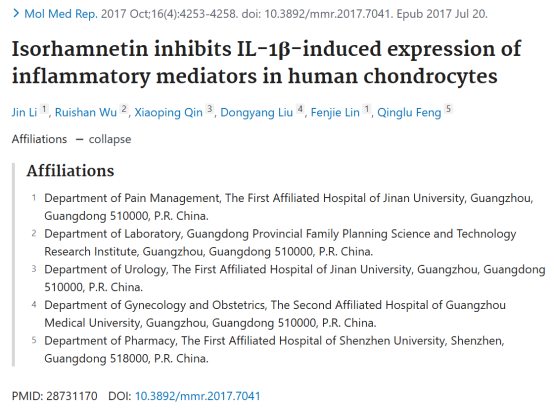 > Mol Med Rep. 2017 Oct;16(4):4253-4258. doi: 10.3892/mmr.2017.7041. Epub 2017 Jul 20.
Isorhamnetin inhibits IL-1β-induced expression of
inflammatory mediators in human chondrocytes
Jin Li 1, Ruishan Wu 2, Xiaoping Qin 3, Dongyang Liu 4, Fenjie Lin 1, Qinglu Feng 5
Affiliations − collapse
Affiliations
1 Department of Pain Management, The First Affiliated Hospital of Jinan University, Guangzhou,
Guangdong 510000, P.R. China.
2 Department of Laboratory, Guangdong Provincial Family Planning Science and Technology
Research Institute, Guangzhou, Guangdong 510000, P.R. China.
3 Department of Urology, The First Affiliated Hospital of Jinan University, Guangzhou, Guangdong
510000, P.R. China.
4 Department of Gynecology and Obstetrics, The Second Affiliated Hospital of Guangzhou
Medical University, Guangzhou, Guangdong 510000, P.R. China.
5 Department of Pharmacy, The First Affiliated Hospital of Shenzhen University, Shenzhen,
Guangdong 518000, P.R. China.
PMID: 28731170 DOI: 10.3892/mmr.2017.7041